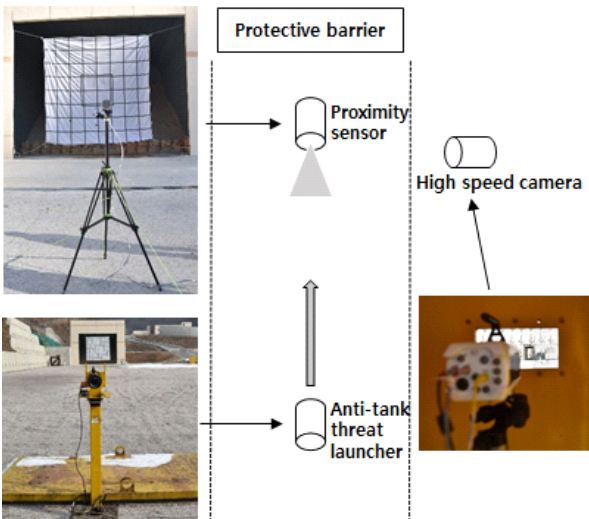 Protective barrier
Proximity
sensor
High speed camera
Anti-tank
threat
launcher